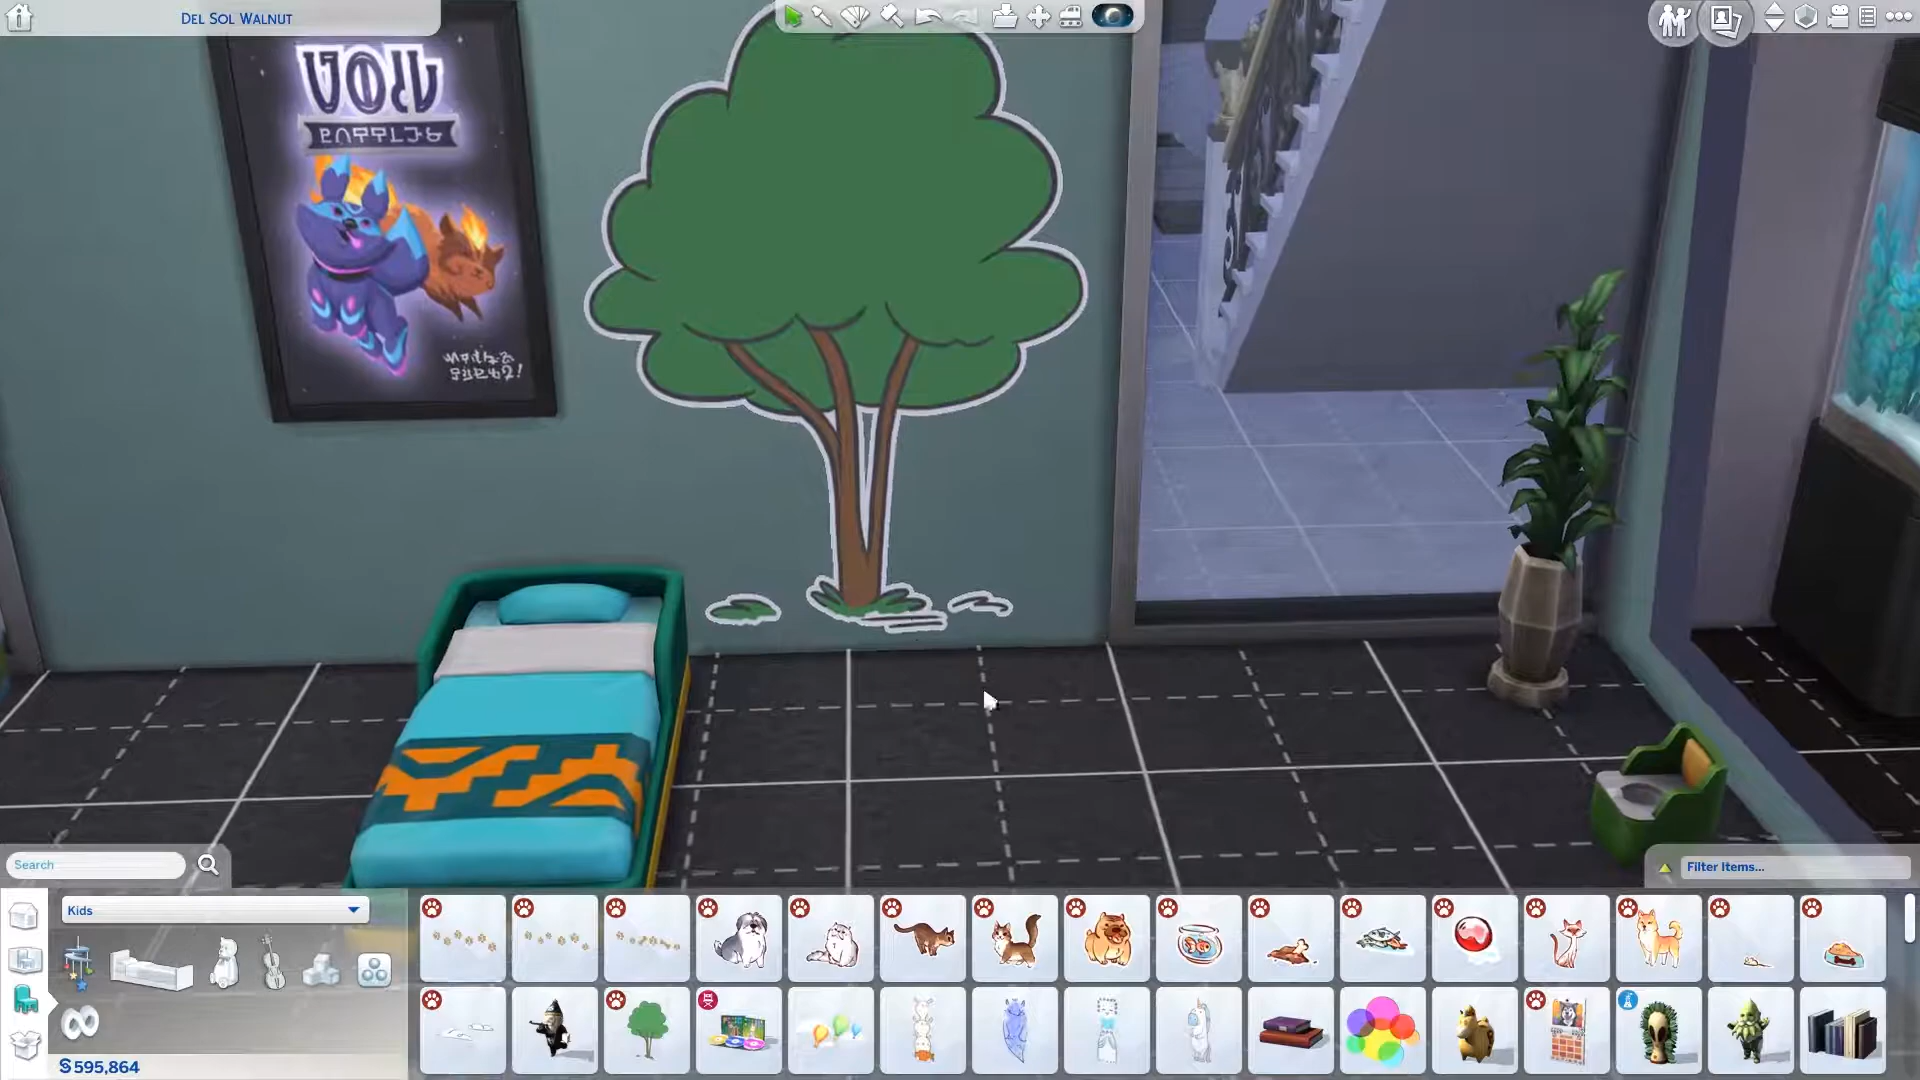 Del Sol Walnut
Search
Filter Items...
Kids
§595,864